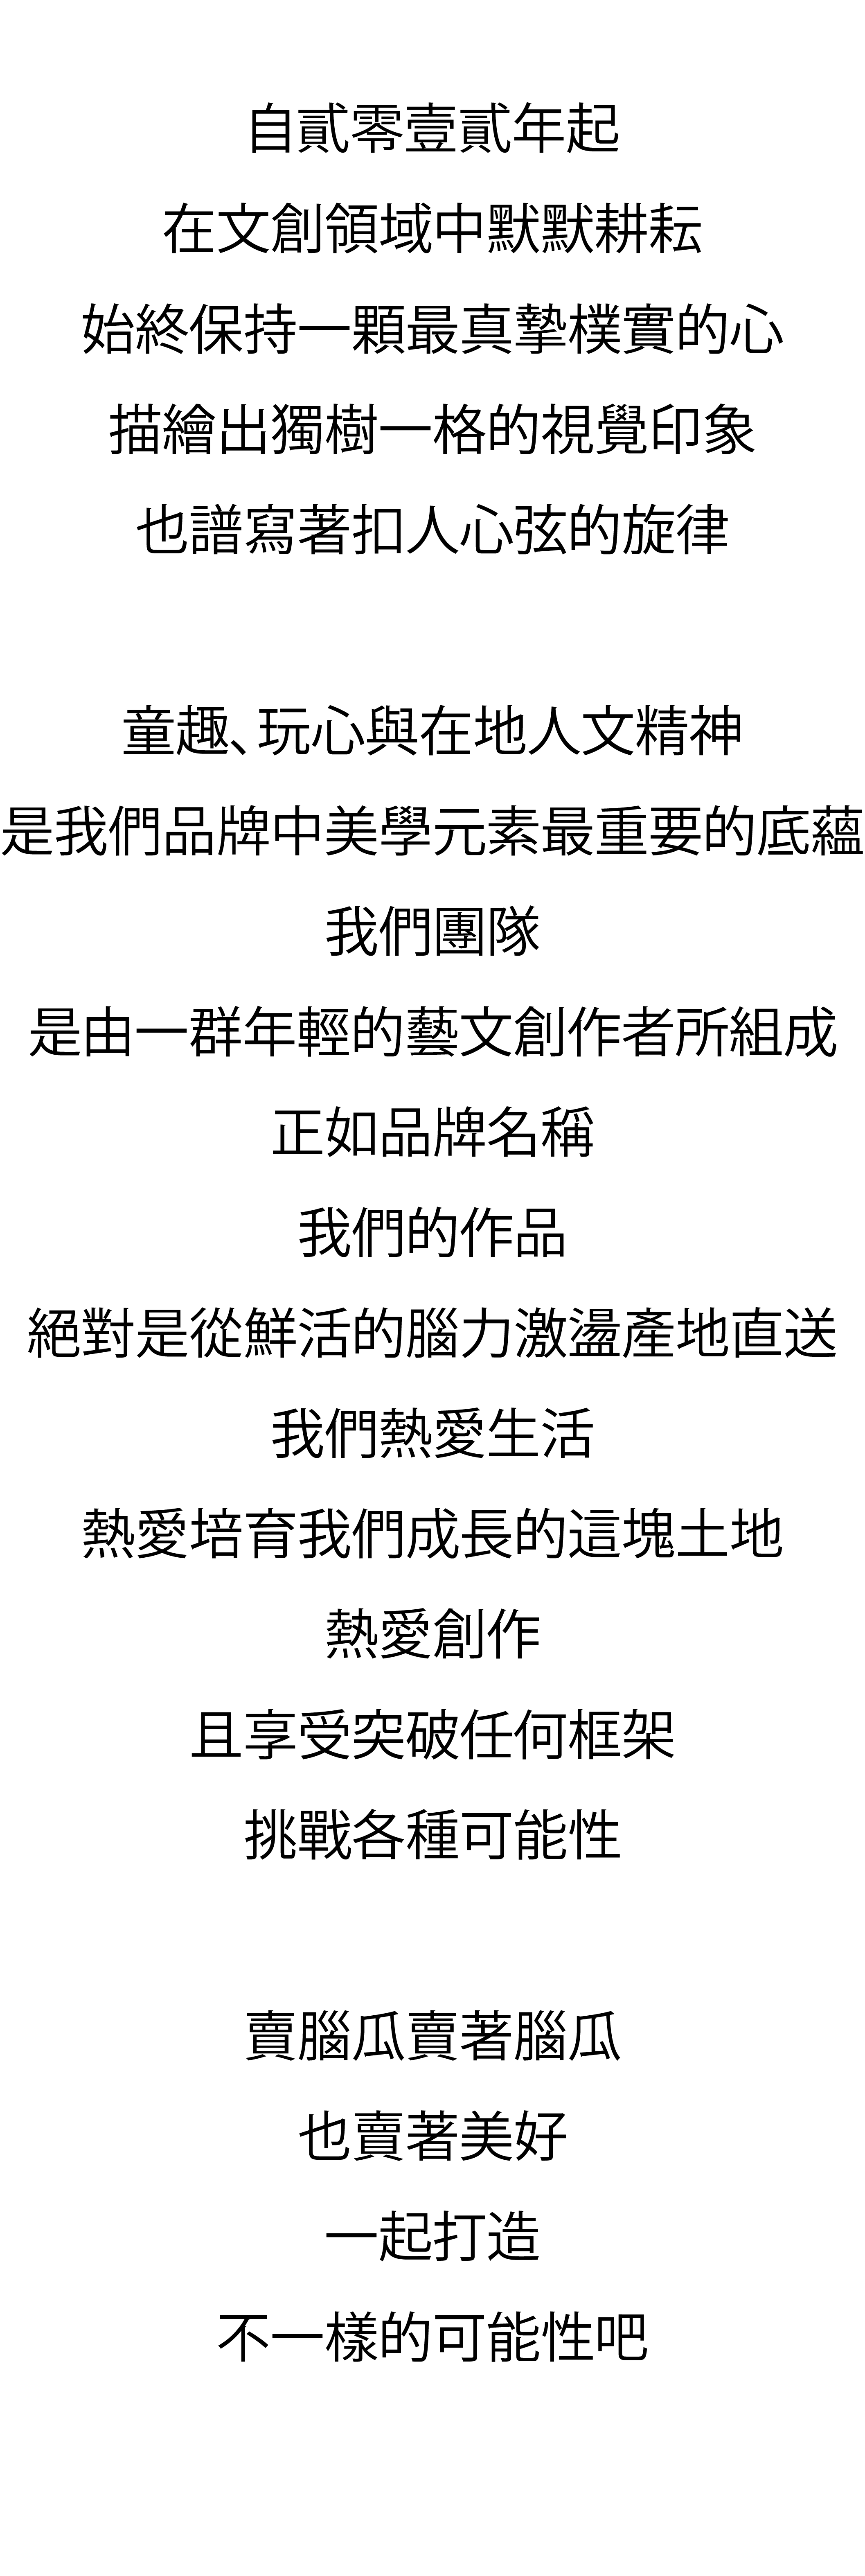 自貳零壹貳年起
在文創領域中默默耕耘
始終保持一顆最真摯樸實的心
描繪出獨樹一格的視覺印象
也譜寫著扣人心弦的旋律
童趣、玩心與在地人文精神
是我們品牌中美學元素最重要的底蘊
我們團隊
是由一群年輕的藝文創作者所組成
正如品牌名稱
我們的作品
絕對是從鮮活的腦力激盪產地直送
我們熱愛生活
熱愛培育我們成長的這塊土地
熱愛創作
且享受突破任何框架
挑戰各種可能性
賣腦瓜賣著腦瓜
也賣著美好
一起打造
不一樣的可能性吧